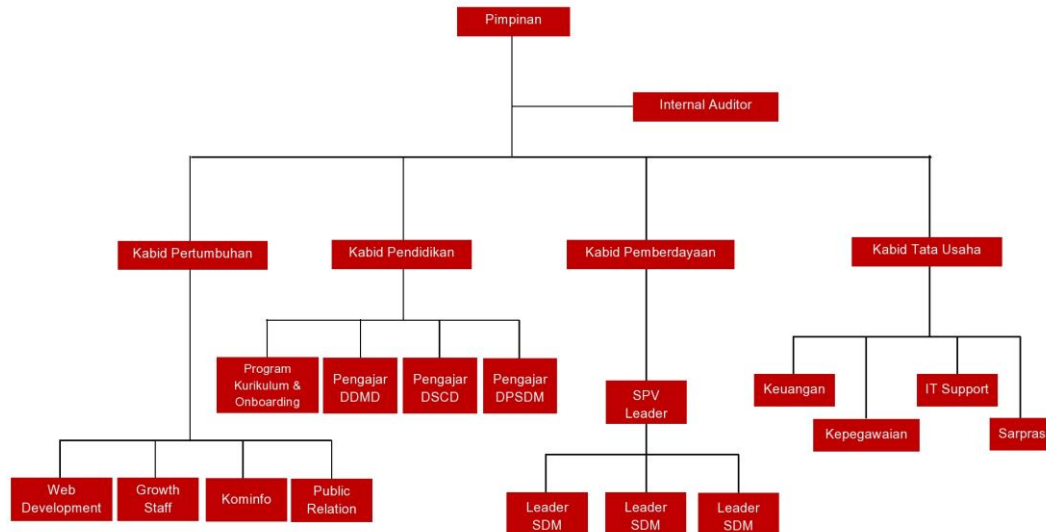 Pimpinan
Internal Auditor
Kabid Pertumbuhan
Kabid Pendidikan
Kabid Pemberdayaan
Kabid Tata Usaha
Program
Kurikulum &
Onboarding
Pengajar
DDMD
Pengajar
DSCD
Pengajar
DPSDM
SPV
Leader
Keuangan
IT Support
Kepegawaian
Sarpras
Web
Development
Growth
Staff
Kominfo
Public
Relation
Leader
SDM
Leader
SDM
Leader
SDM